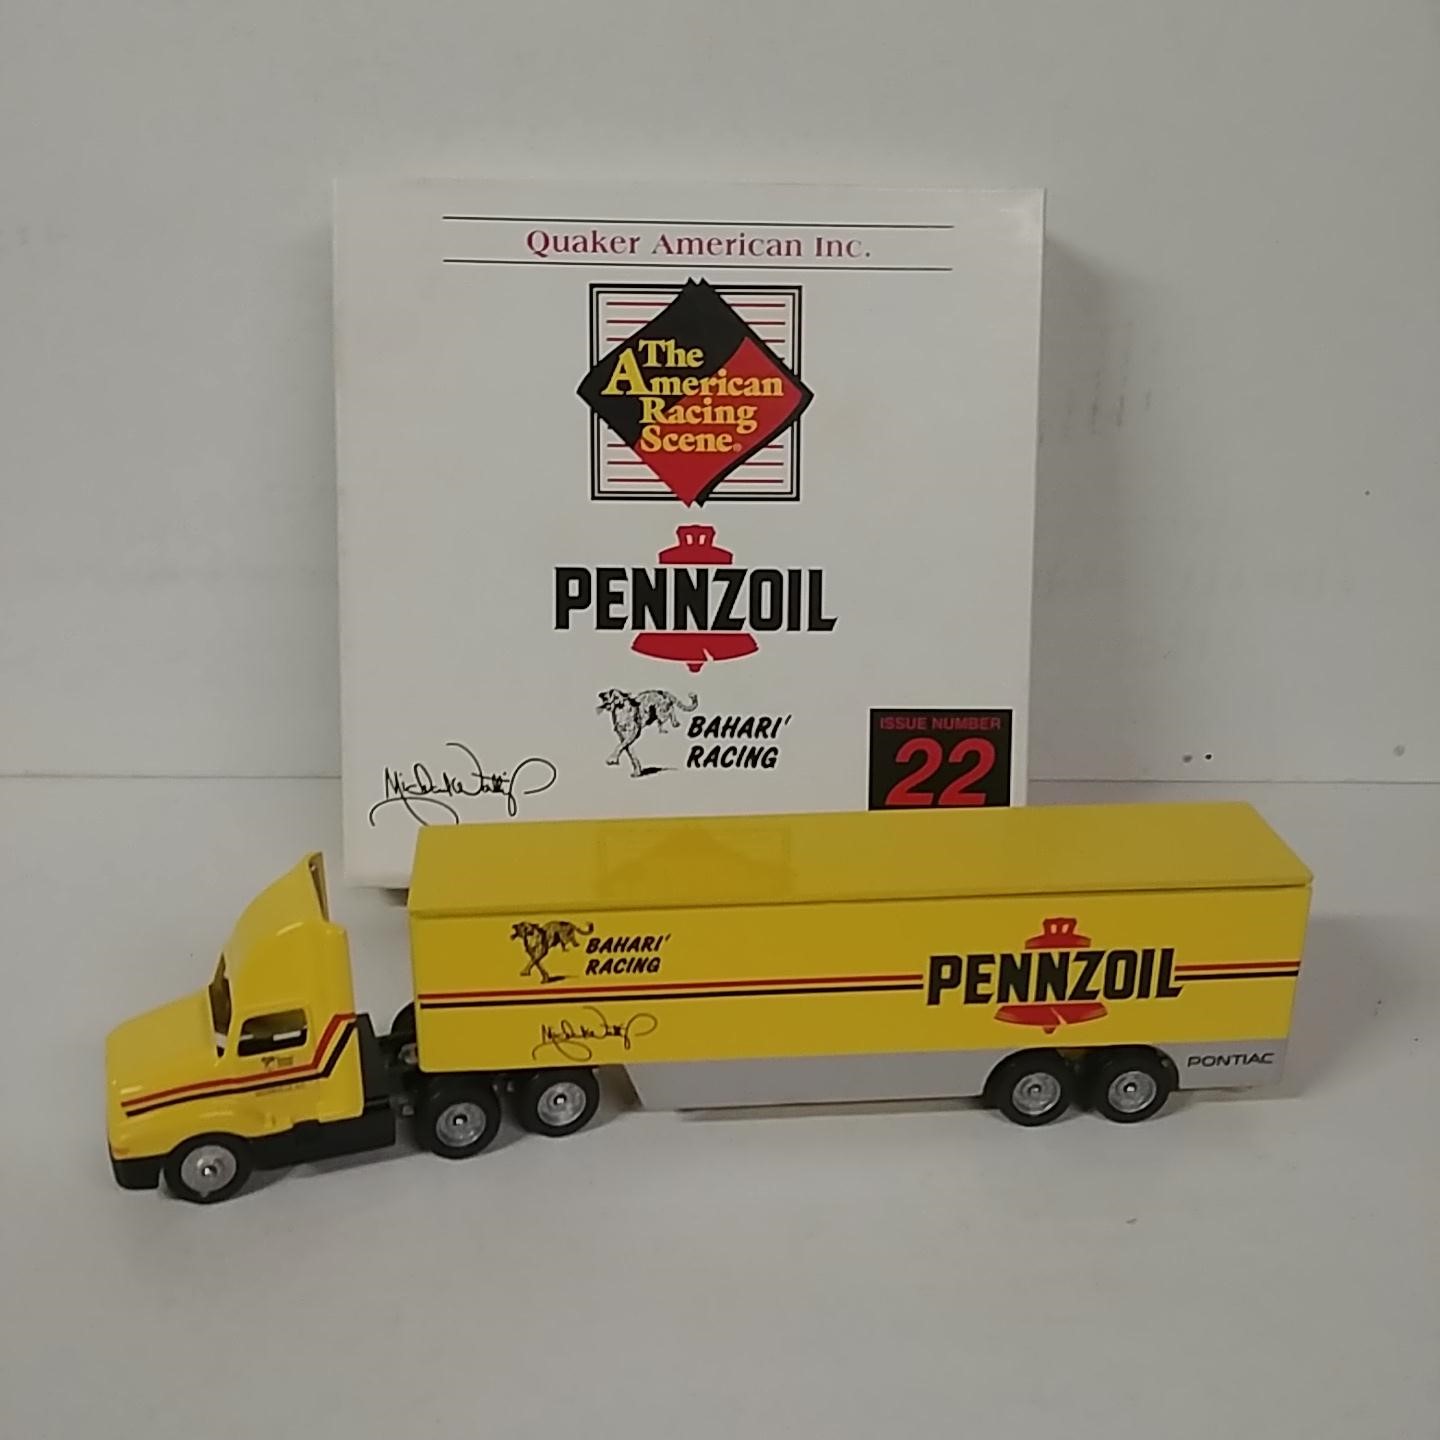 Quaker American Inc.
The
American
Racing
Scene®
PENNZOIL
BAHARI'
RACING
ISSUE NUMBER
22
BAHARI'
RACING
PENNZOIL
PONTIAC